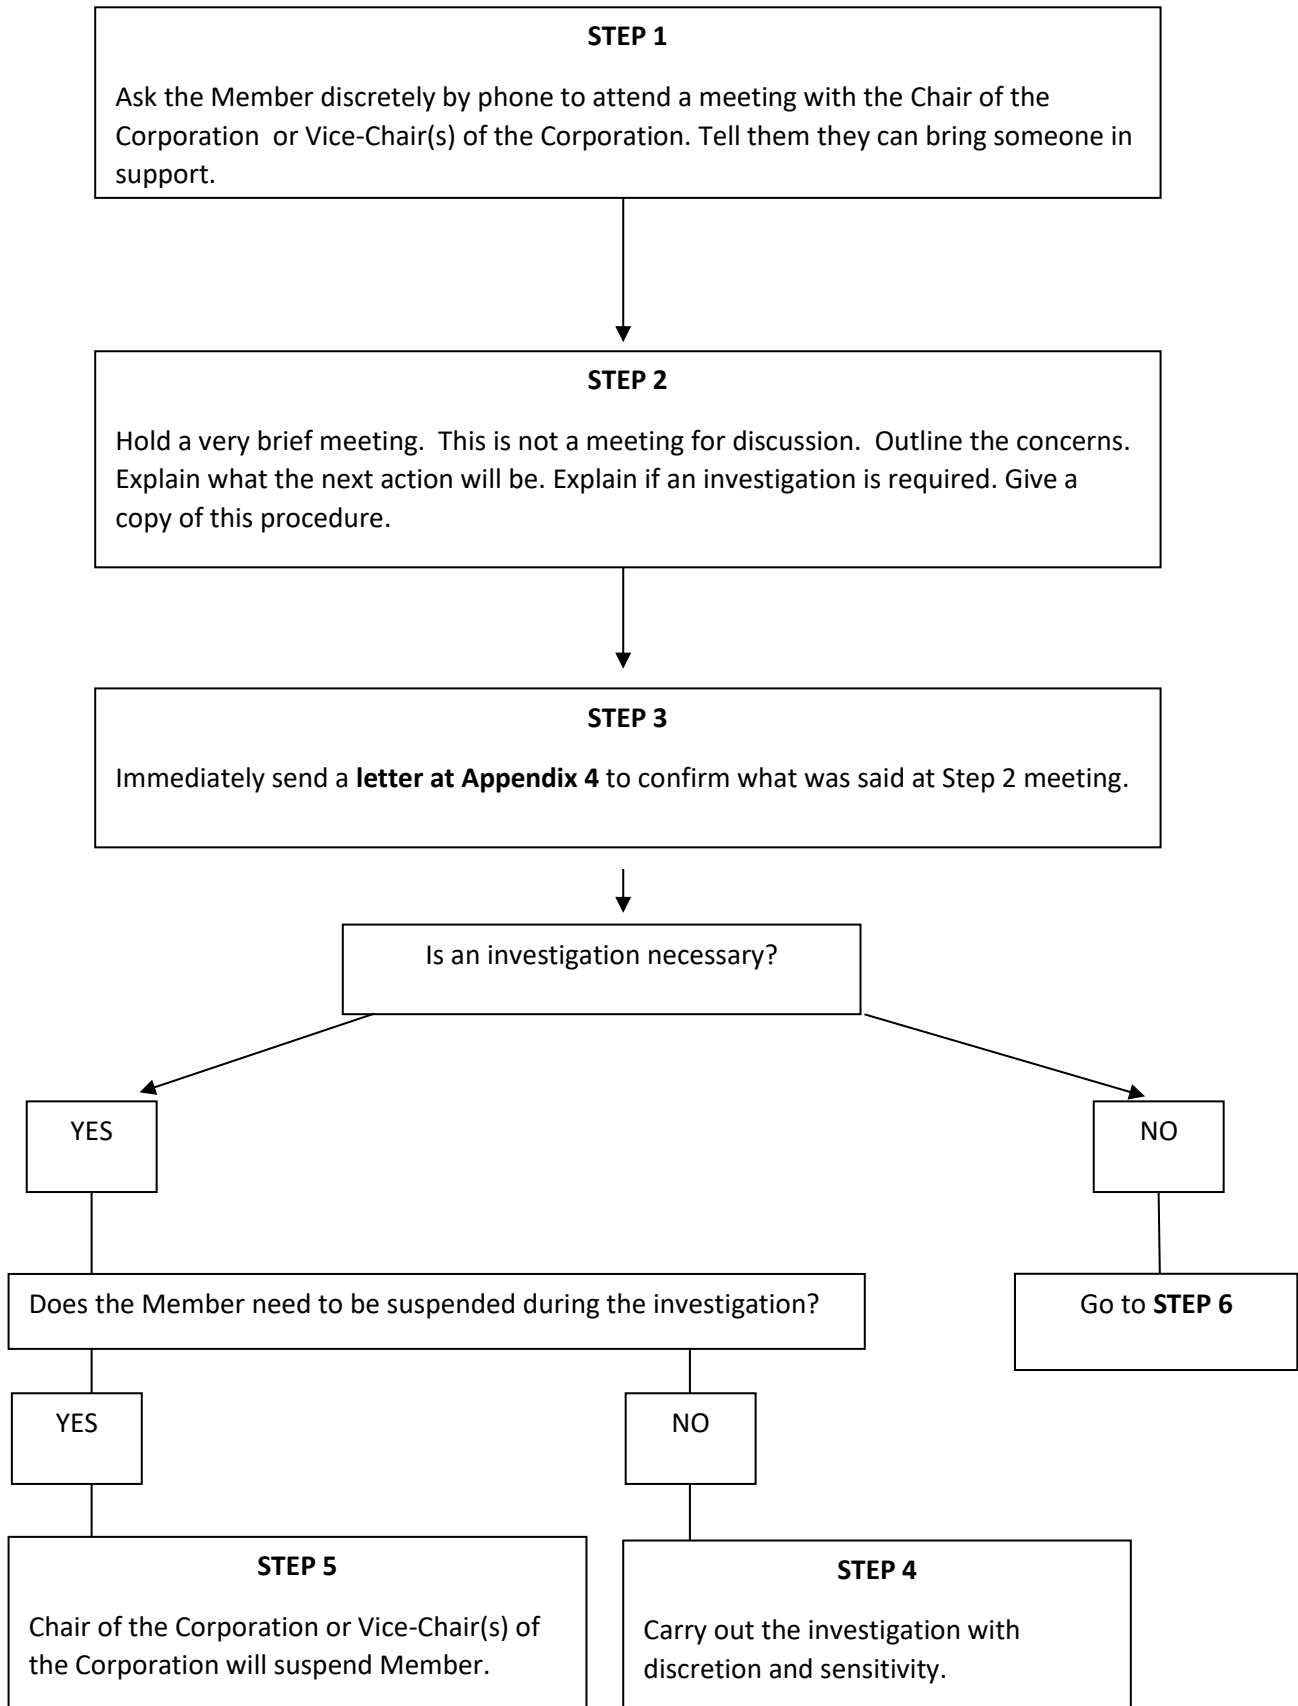 STEP 1
Ask the Member discretely by phone to attend a meeting with the Chair of the
Corporation  or Vice-Chair(s) of the Corporation. Tell them they can bring someone in
support.
STEP 2
Hold a very brief meeting.  This is not a meeting for discussion.  Outline the concerns.
Explain what the next action will be. Explain if an investigation is required. Give a
copy of this procedure.
STEP 3
Immediately send a letter at Appendix 4 to confirm what was said at Step 2 meeting.
Is an investigation necessary?
YES
NO
Does the Member need to be suspended during the investigation?
Go to STEP 6
YES
NO
STEP 5
Chair of the Corporation or Vice-Chair(s) of
the Corporation will suspend Member.
STEP 4
Carry out the investigation with
discretion and sensitivity.